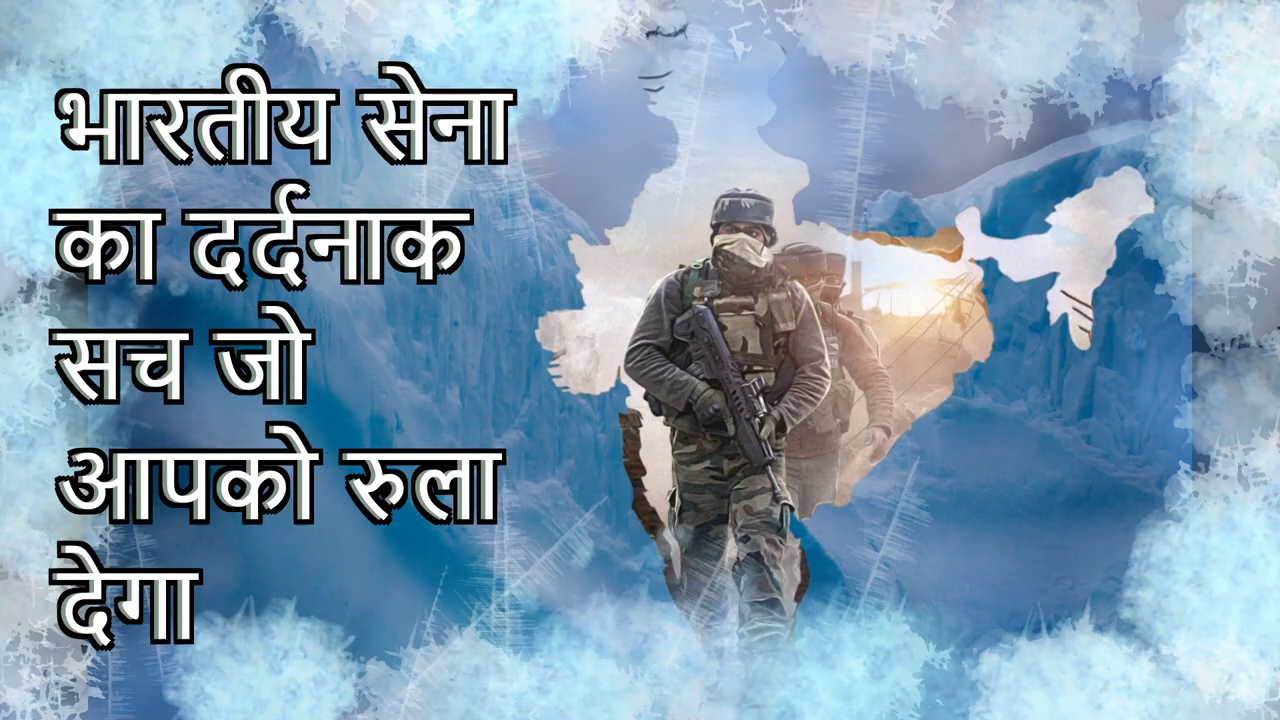 भारतीय सेना
का दर्दनाक
सच जो
आपको रुला
देगा